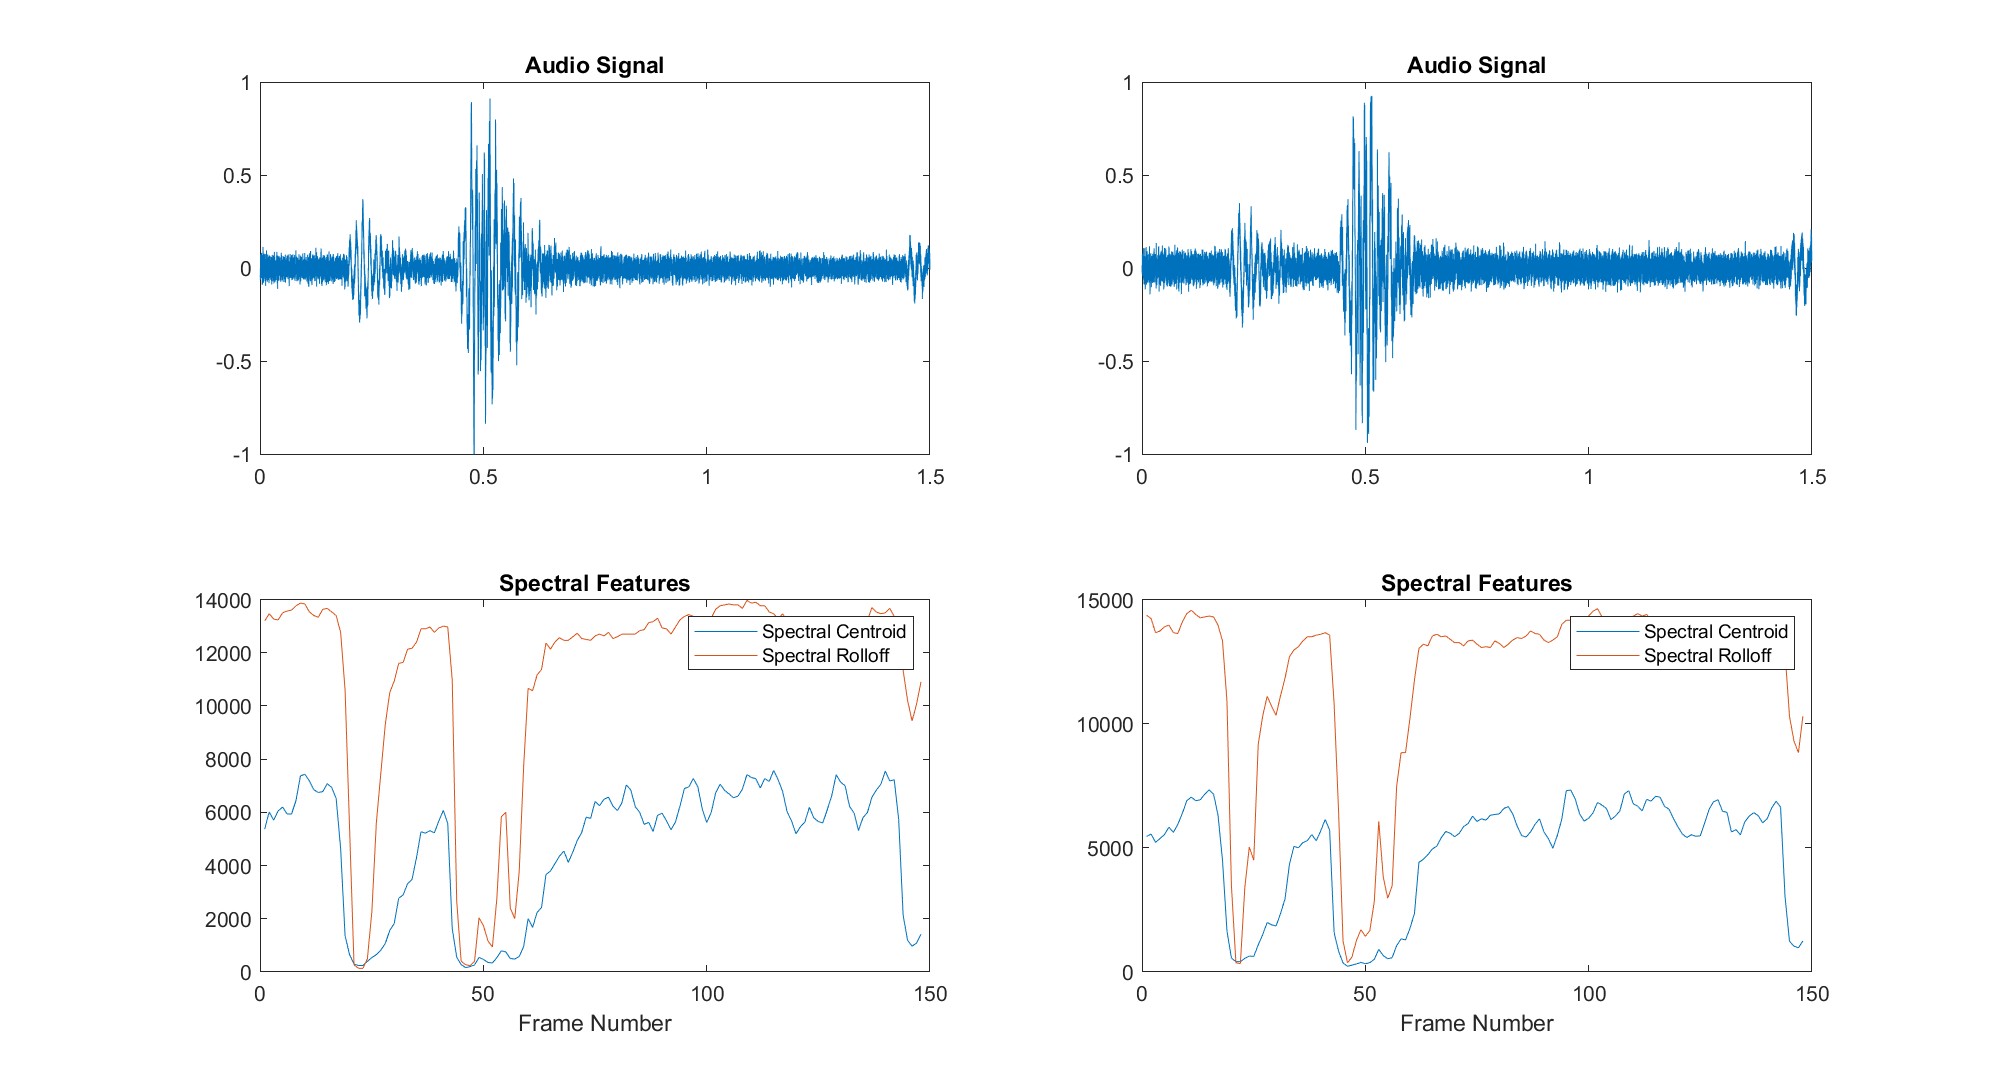 Audio Signal
1
0.5
0
-0.5
-1
0 0.5 1 1.5
Audio Signal
1
0.5
0
-0.5
-1
0 0.5 1 1.5
Spectral Features
14000
12000
10000
8000
6000
4000
2000
0
Spectral Centroid
Spectral Rolloff
0 50 100 150
Frame Number
Spectral Features
15000
10000
5000
0
Spectral Centroid
Spectral Rolloff
0 50 100 150
Frame Number